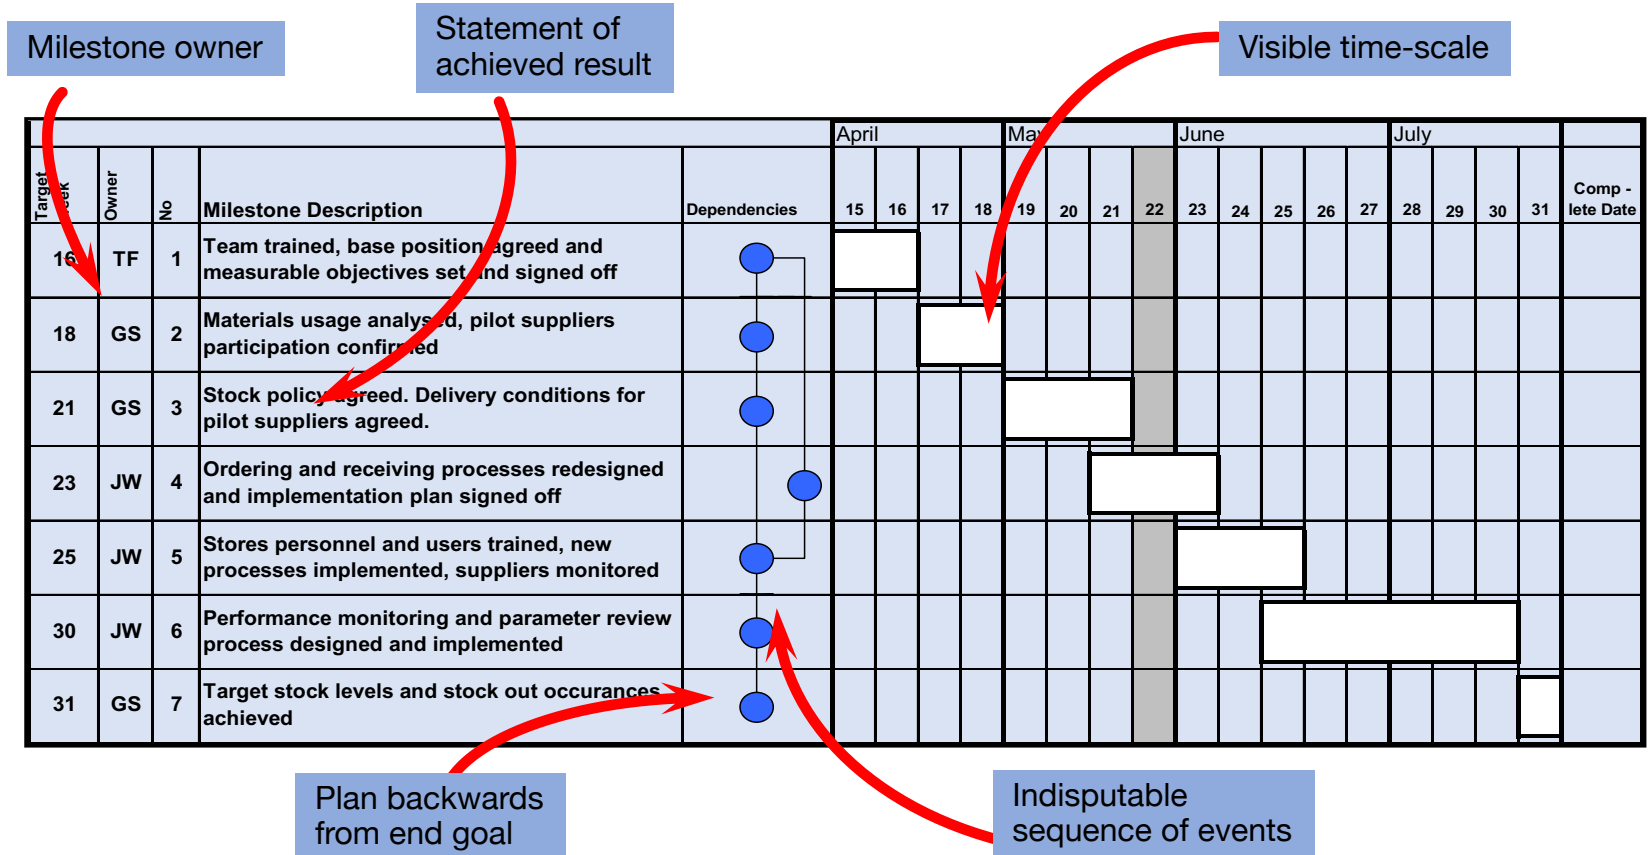 Milestone owner
Statement of
achieved result
Visible time-scale
April May June July
Target Week Owner No Milestone Description Dependencies 15 16 17 18 19 20 21 22 23 24 25 26 27 28 29 30 31 Comp -
lete Date
16 TF 1 Team trained, base position agreed and
measurable objectives set and signed off
18 GS 2 Materials usage analysed, pilot suppliers
participation confirmed
21 GS 3 Stock policy agreed. Delivery conditions for
pilot suppliers agreed.
23 JW 4 Ordering and receiving processes redesigned
and implementation plan signed off
25 JW 5 Stores personnel and users trained, new
processes implemented, suppliers monitored
30 JW 6 Performance monitoring and parameter review
process designed and implemented
31 GS 7 Target stock levels and stock out occurances
achieved
Plan backwards
from end goal
Indisputable
sequence of events